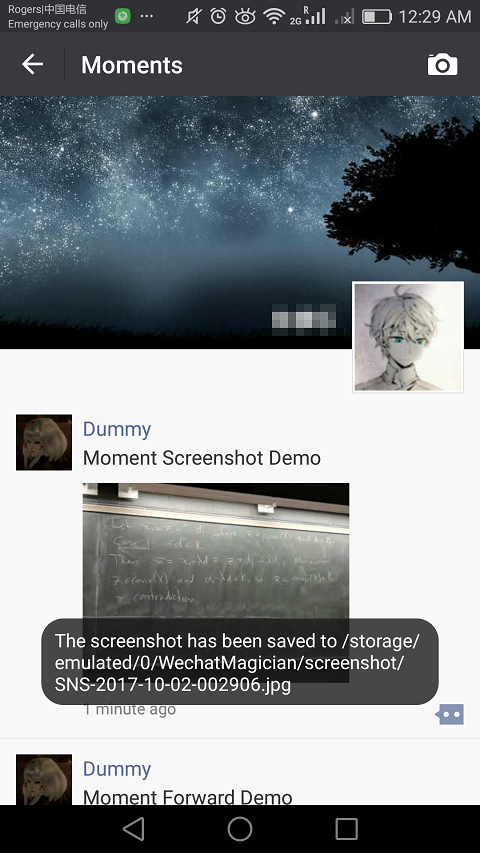 Rogers|中国电信
Emergency calls only
2G
R
12:29 AM
Moments
Dummy
Moment Screenshot Demo
The screenshot has been saved to /storage/
emulated/0/WechatMagician/screenshot/
SNS-2017-10-02-002906.jpg
1 minute ago
Dummy
Moment Forward Demo